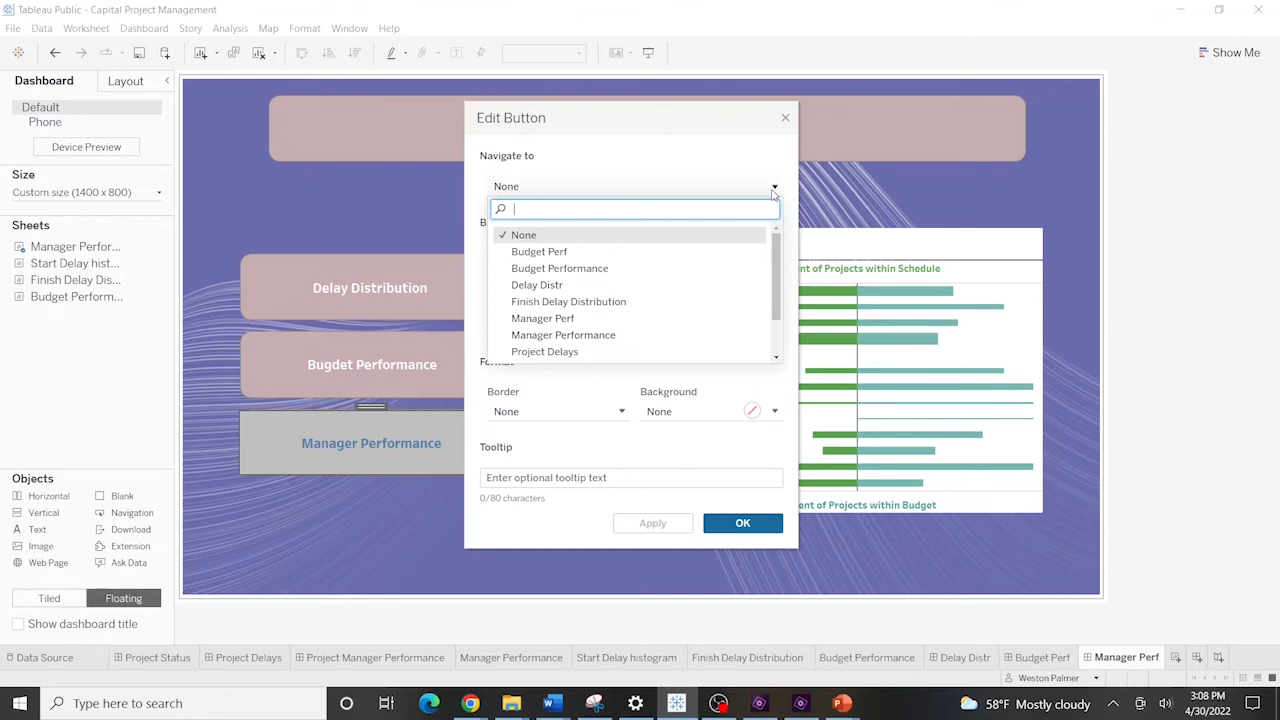 Tableau Public - Capital Project Management
File Data Worksheet Dashboard Story Analysis Map Format Window Help
Show Me
Dashboard Layout
Default
Phone
Device Preview
Size
Custom size (1400 x 800)
Sheets
Manager Perfor...
Start Delay hist...
Finish Delay Dis...
Budget Perform...
Objects
Horizontal Blank
Vertical Navigation
Text Download
Image Extension
Web Page Ask Data
Tiled Floating
Show dashboard title
Delay Distribution
Bugdet Performance
Manager Performance
Edit Button
Navigate to
None
None
Budget Perf
Budget Performance
Delay Distr
Finish Delay Distribution
Manager Perf
Manager Performance
Project Delays
Border Background
None None
Tooltip
Enter optional tooltip text
0/80 characters
Apply OK
nt of Projects within Schedule
ent of Projects within Budget
Data Source Project Status Project Delays Project Manager Performance Manager Performance Start Delay histogram Finish Delay Distribution Budget Performance Delay Distr Budget Perf Manager Perf
Weston Palmer
Type here to search
58°F Mostly cloudy
3:08 PM
4/30/2022